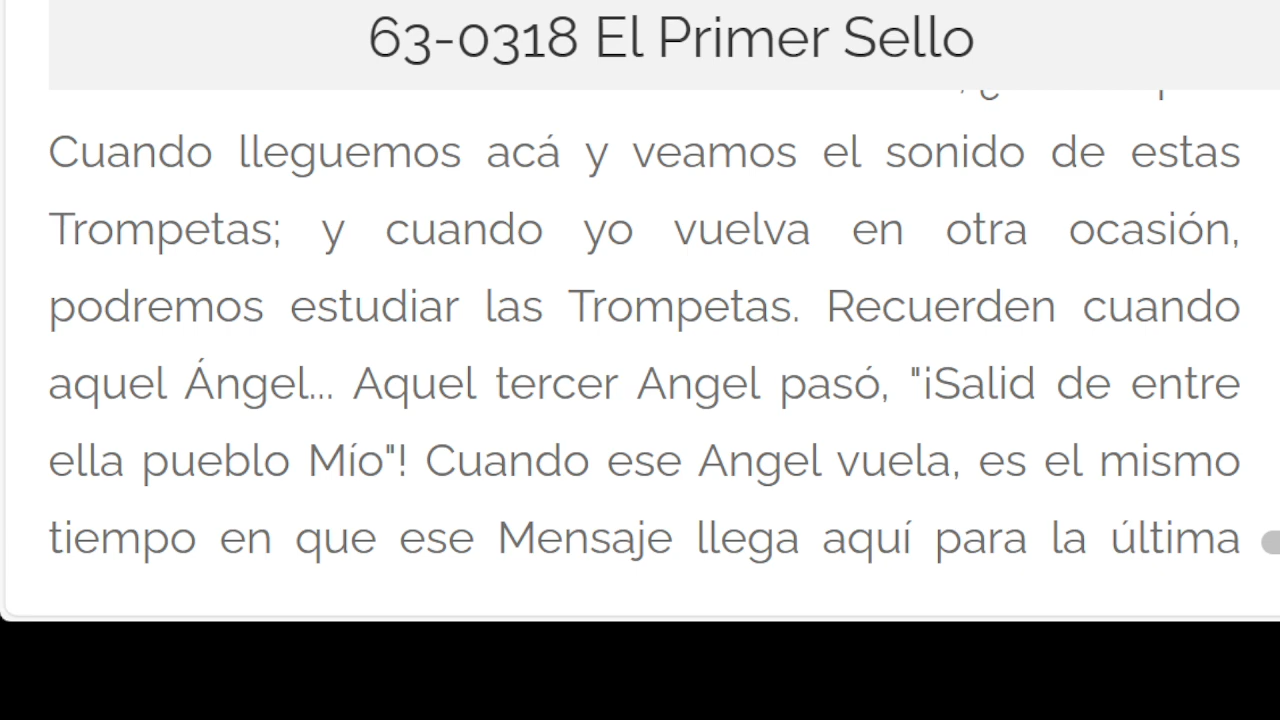 63-0318 El Primer Sello
Cuando lleguemos acá y veamos el sonido de estas
Trompetas; y cuando yo vuelva en otra ocasión,
podremos estudiar las Trompetas. Recuerden cuando
aquel Ángel... Aquel tercer Angel pasó, "¡Salid de entre
ella pueblo Mío"! Cuando ese Angel vuela, es el mismo
tiempo en que ese Mensaje llega aquí para la última